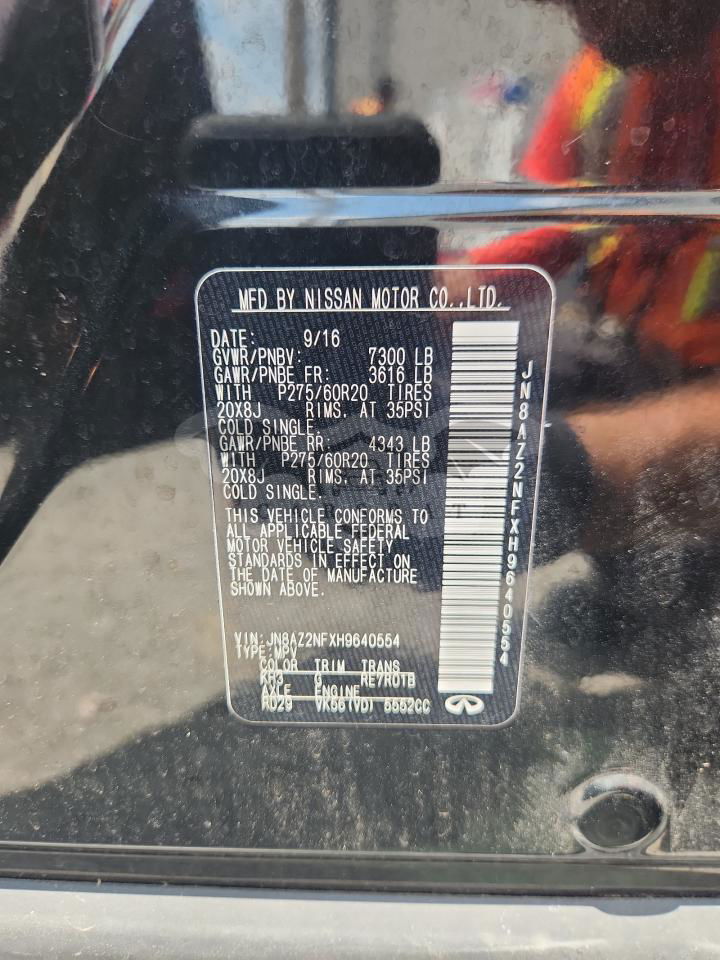 MFD BY NISSAN MOTOR CO.,LTD.
DATE: 9/16
GVWR/PNBV: 7300 LB
GAWR/PNBE FR: 3616 LB
WITH P275/60R20 TIRES
20X8J RIMS. AT 35PSI
COLD SINGLE.
GAWR/PNBE RR: 4343 LB
WITH P275/60R20 TIRES
20X8J RIMS. AT 35PSI
COLD SINGLE.
THIS VEHICLE CONFORMS TO
ALL APPLICABLE FEDERAL
MOTOR VEHICLE SAFETY
STANDARDS IN EFFECT ON
THE DATE OF MANUFACTURE
SHOWN ABOVE.
VIN:JN8AZ2NFXH9640554
TYPE:MPV
COLOR TRIM TRANS
KH3 G RE7R01B
AXLE ENGINE
RD29 VK56(VD) 5552CC
JN8AZ2NFXH9640554